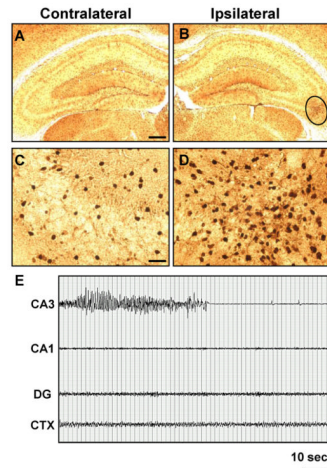 Contralateral Ipsilateral
A B
C D
E
CA3
CA1
DG
CTX
10 sec